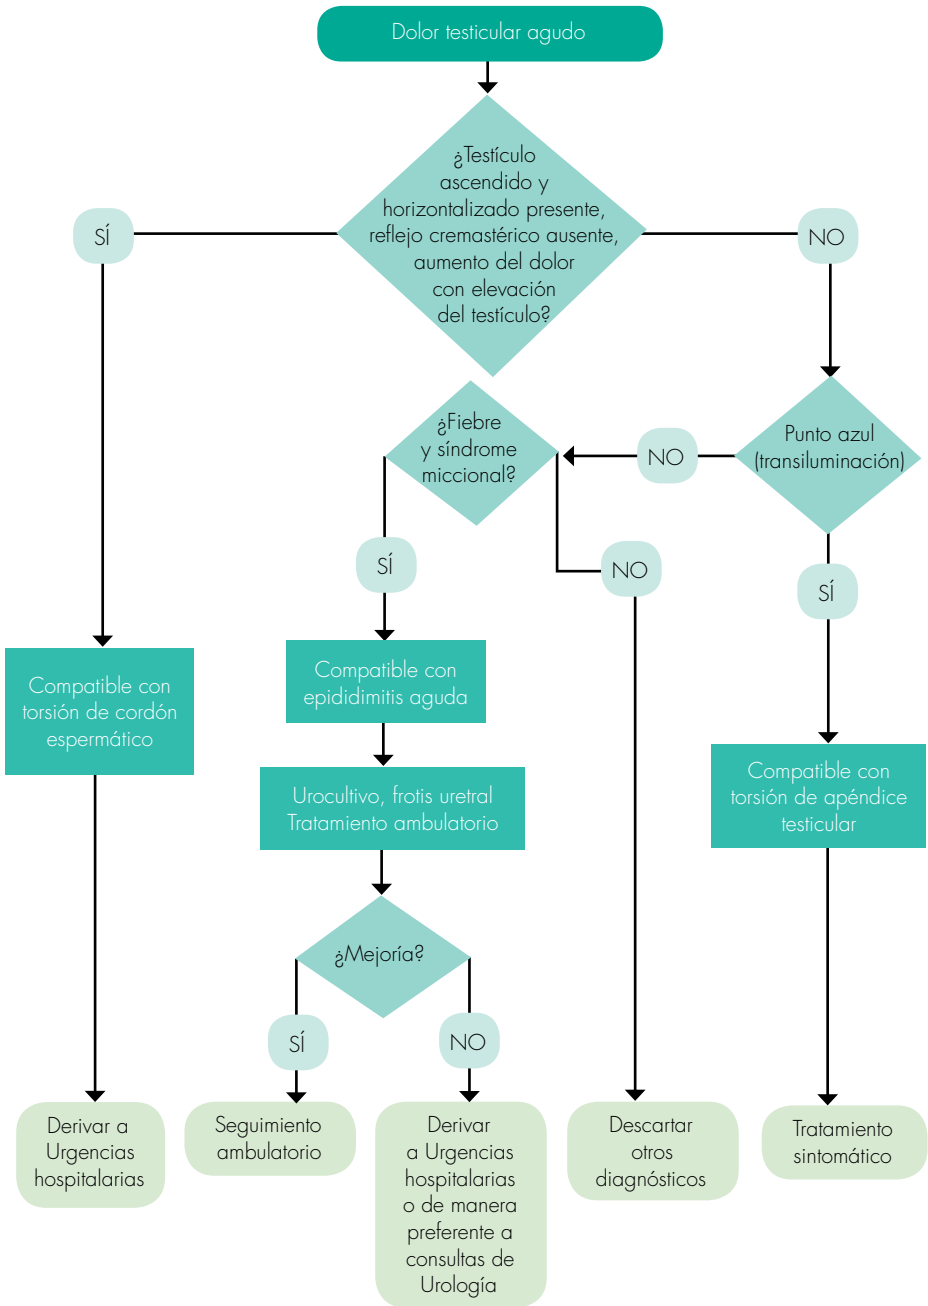 Dolor testicular agudo
¿Testículo
ascendido y
horizontalizado presente,
reflejo cremastérico ausente,
aumento del dolor
con elevación
del testículo?
SÍ
NO
¿Fiebre
y síndrome
miccional?
NO
Punto azul
(transiluminación)
SÍ
NO
SÍ
Compatible con
torsión de cordón
espermático
Compatible con
epididimitis aguda
Urocultivo, frotis uretral
Tratamiento ambulatorio
Compatible con
torsión de apéndice
testicular
¿Mejoría?
SÍ
NO
Derivar a
Urgencias
hospitalarias
Seguimiento
ambulatorio
Derivar
a Urgencias
hospitalarias
o de manera
preferente a
consultas de
Urología
Descartar
otros
diagnósticos
Tratamiento
sintomático